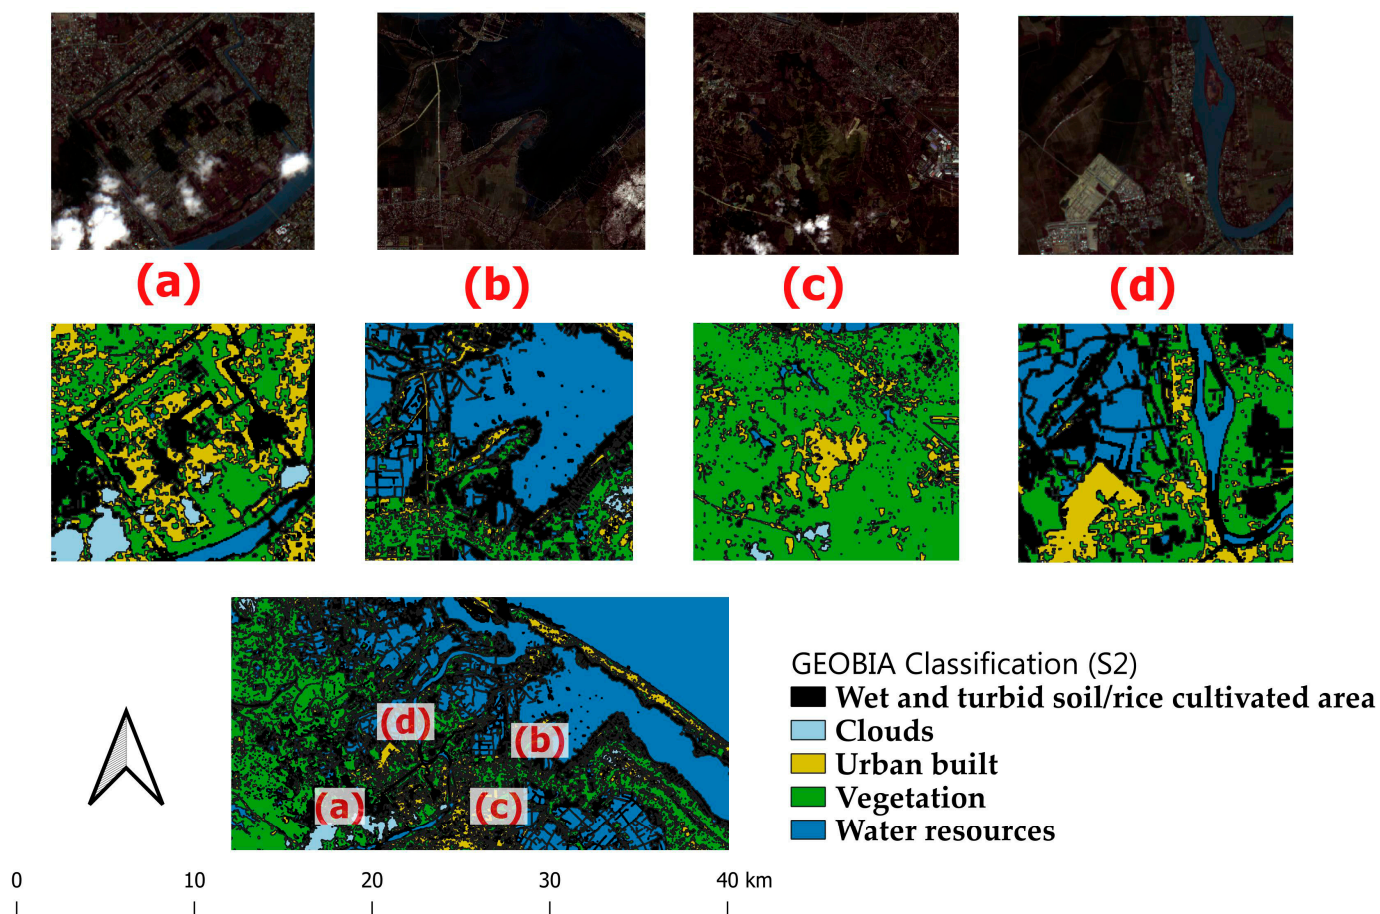 (a)
(b)
(c)
(d)
(d)
(b)
(a)
(c)
GEOBIA Classification (S2)
Wet and turbid soil/rice cultivated area
Clouds
Urban built
Vegetation
Water resources
0 10 20 30 40 km